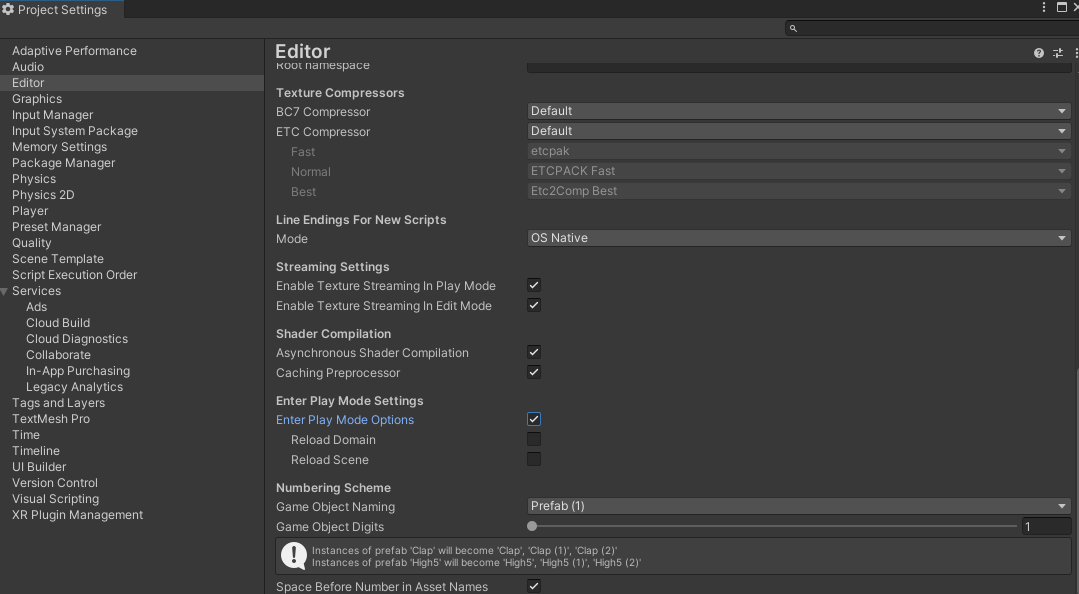 Project Settings
Adaptive Performance
Audio
Editor
Graphics
Input Manager
Input System Package
Memory Settings
Package Manager
Physics
Physics 2D
Player
Preset Manager
Quality
Scene Template
Script Execution Order
Services
Ads
Cloud Build
Cloud Diagnostics
Collaborate
In-App Purchasing
Legacy Analytics
Tags and Layers
TextMesh Pro
Time
Timeline
UI Builder
Version Control
Visual Scripting
XR Plugin Management
Editor
Root namespace
Texture Compressors
BC7 Compressor Default
ETC Compressor Default
Fast etcpak
Normal ETCPACK Fast
Best Etc2Comp Best
Line Endings For New Scripts
Mode OS Native
Streaming Settings
Enable Texture Streaming In Play Mode
Enable Texture Streaming In Edit Mode
Shader Compilation
Asynchronous Shader Compilation
Caching Preprocessor
Enter Play Mode Settings
Enter Play Mode Options
Reload Domain
Reload Scene
Numbering Scheme
Game Object Naming Prefab (1)
Game Object Digits 1
Instances of prefab 'Clap' will become 'Clap', 'Clap (1)', 'Clap (2)'
Instances of prefab 'High5' will become 'High5', 'High5 (1)', 'High5 (2)'
Space Before Number in Asset Names